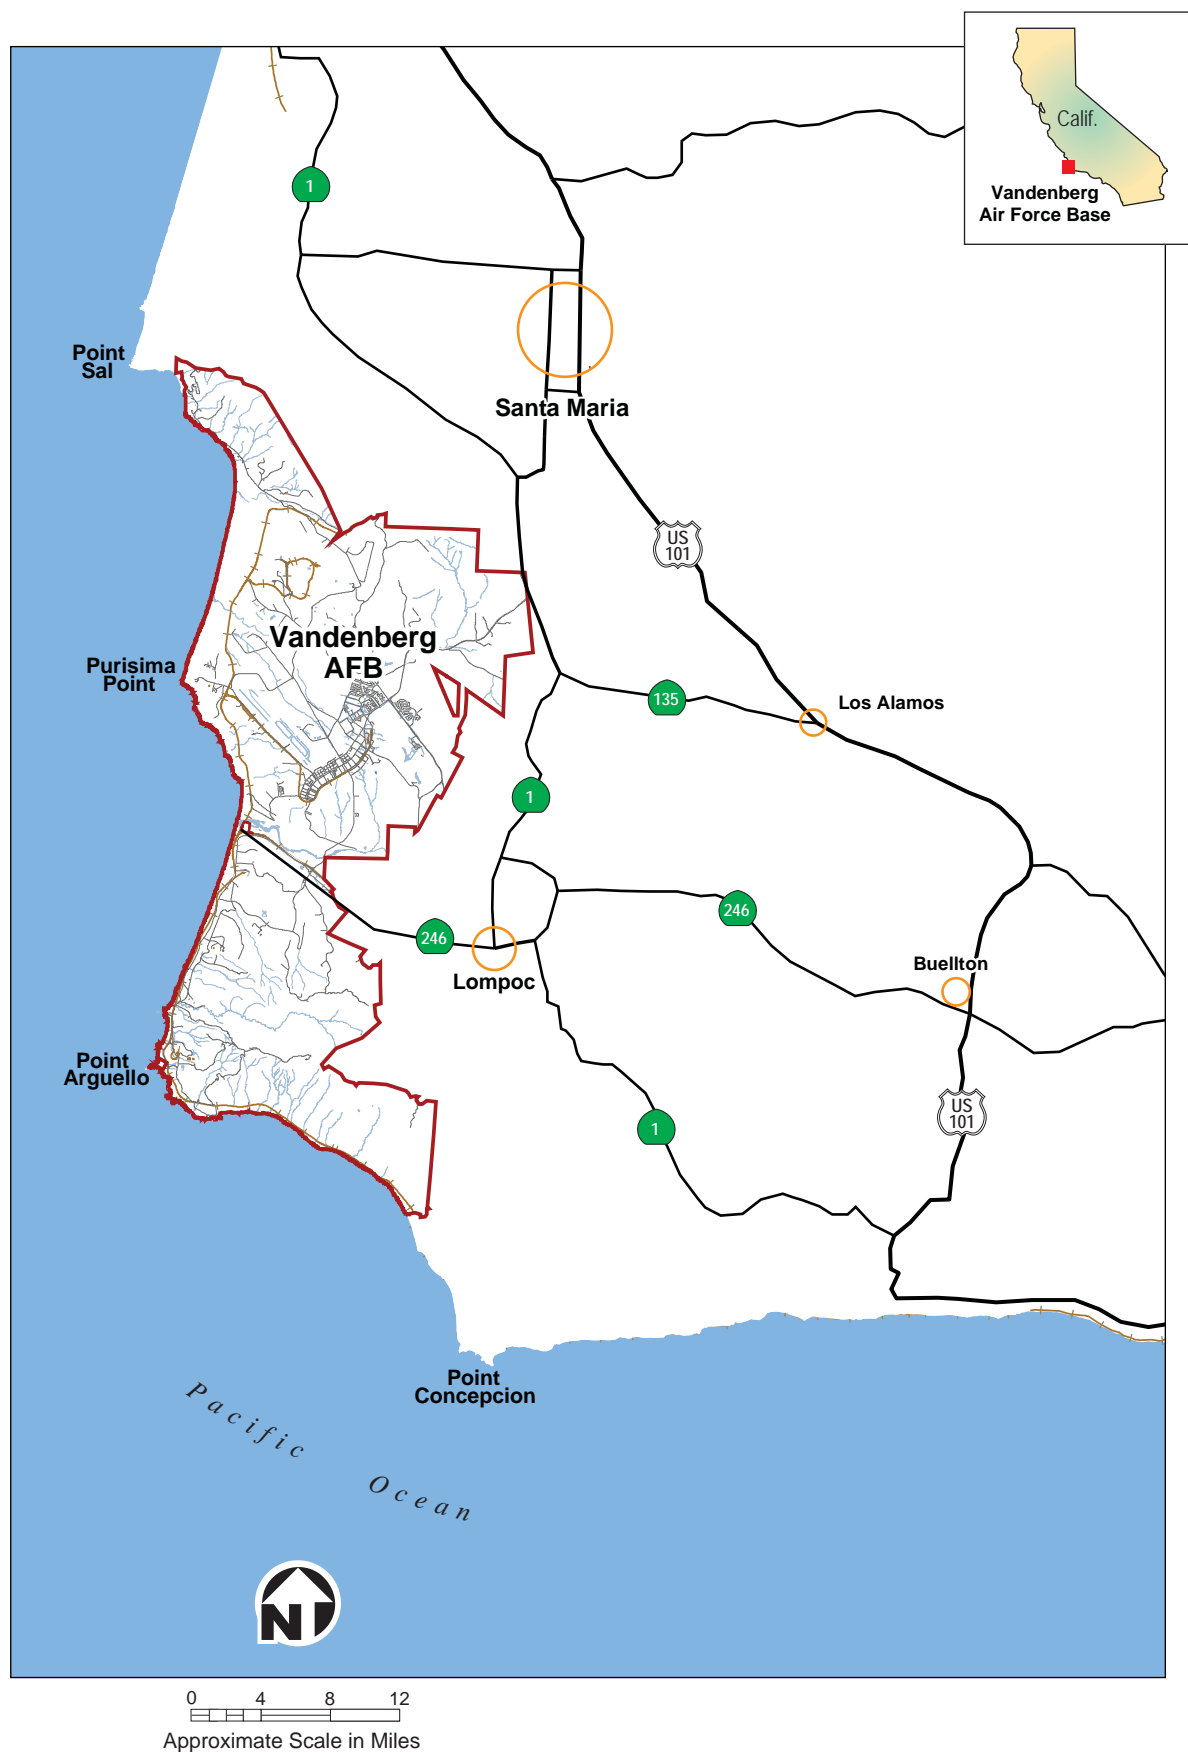 Calif.
Vandenberg
Air Force Base
1
Point
Sal
Santa Maria
US
101
Vandenberg
AFB
Purisima
Point
135
Los Alamos
1
246
246
Lompoc
Buellton
Point
Arguello
US
101
1
Point
Concepcion
Pacific
Ocean
N
0 4 8 12
Approximate Scale in Miles